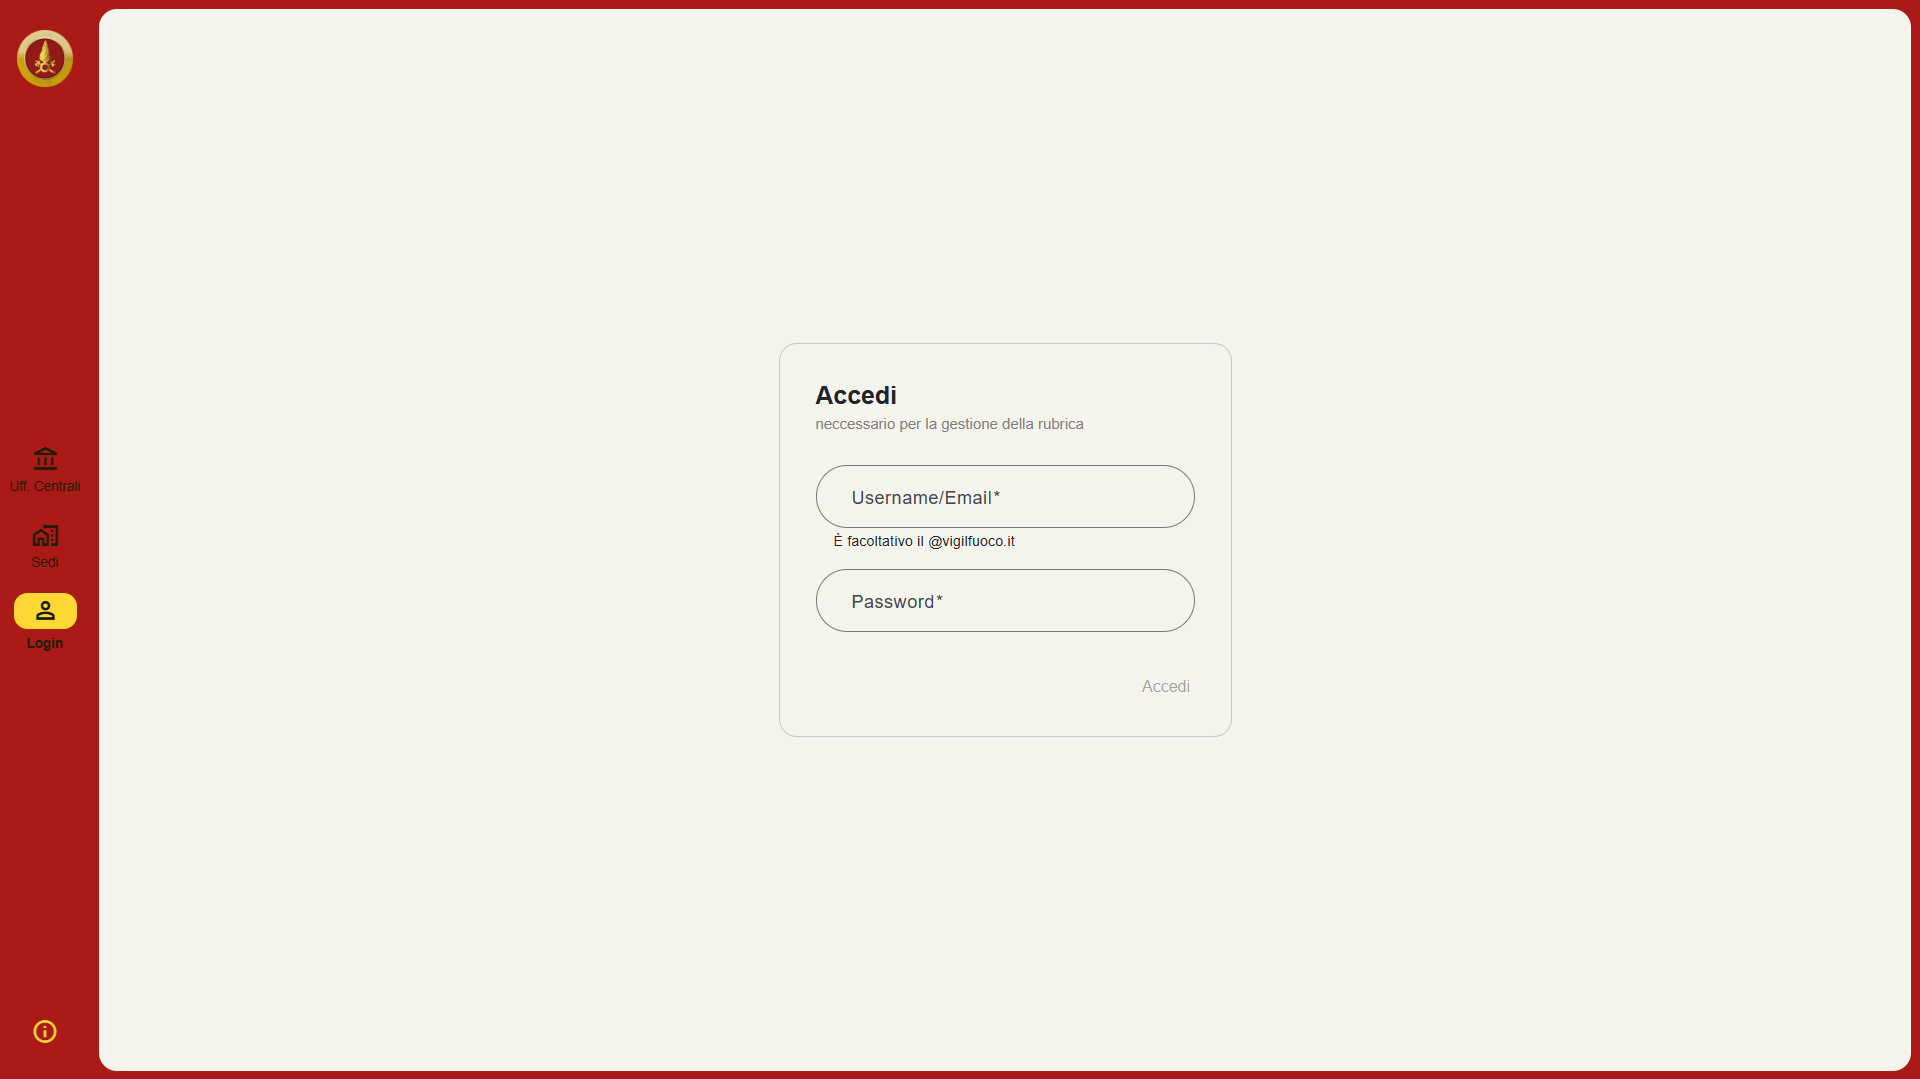 Uff. Centrali
Sedi
Login
Accedi
neccessario per la gestione della rubrica
Username/Email*
È facoltativo il @vigilfuoco.it
Password*
Accedi